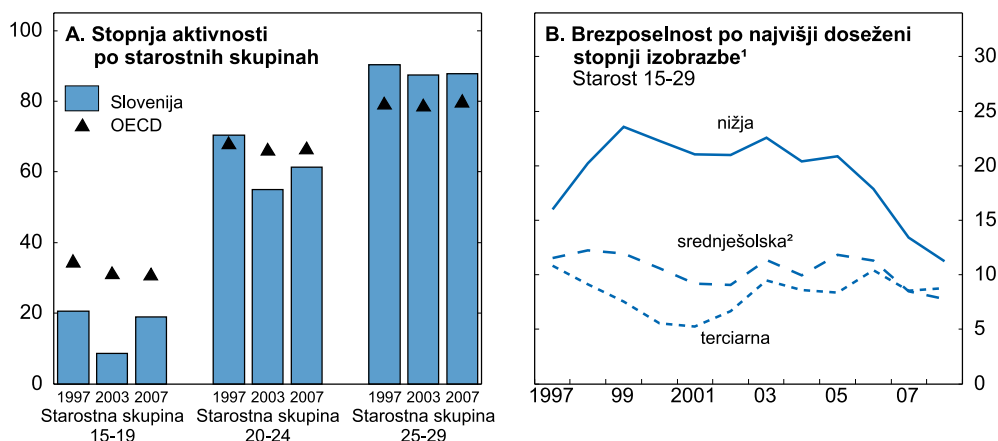 A. Stopnja aktivnosti
po starostnih skupinah
Slovenija
OECD
100
80
60
40
20
0
1997 2003 2007
Starostna skupina
15-19
1997 2003 2007
Starostna skupina
20-24
1997 2003 2007
Starostna skupina
25-29
B. Brezposelnost po najvišji doseženi
stopnji izobrazbe¹
Starost 15-29
nižja
srednješolska²
terciarna
30
25
20
15
10
5
0
1997 99 2001 03 05 07